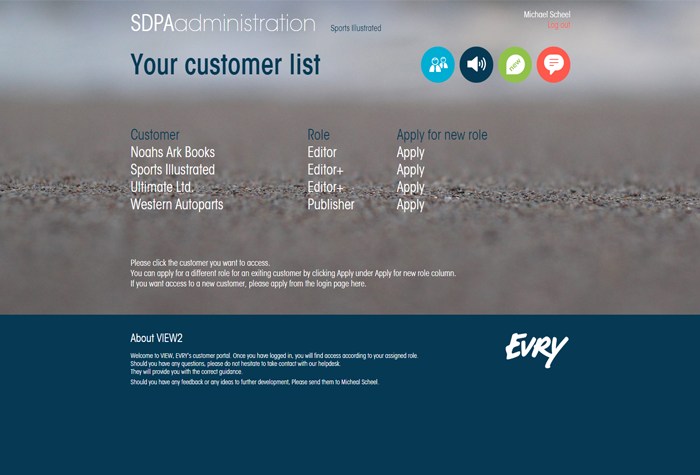 SDPAadministration Sports Illustrated
Michael Scheel
Log out
Your customer list
new
Customer Role Apply for new role
Noahs Ark Books Editor Apply
Sports Illustrated Editor+ Apply
Ultimate Ltd. Editor+ Apply
Western Autoparts Publisher Apply
Please click the customer you want to access.
You can apply for a different role for an exiting customer by clicking Apply under Apply for new role column.
If you want access to a new customer, please apply from the login page here.
About VIEW2
Welcome to VIEW, EVRY's customer portal. Once you have logged in, you will find access according to your assigned role.
Should you have any questions, please do not hesitate to take contact with our helpdesk.
They will provide you with the correct guidance.
Should you have any feedback or any ideas to further development, Please send them to Micheal Scheel.
EVRY